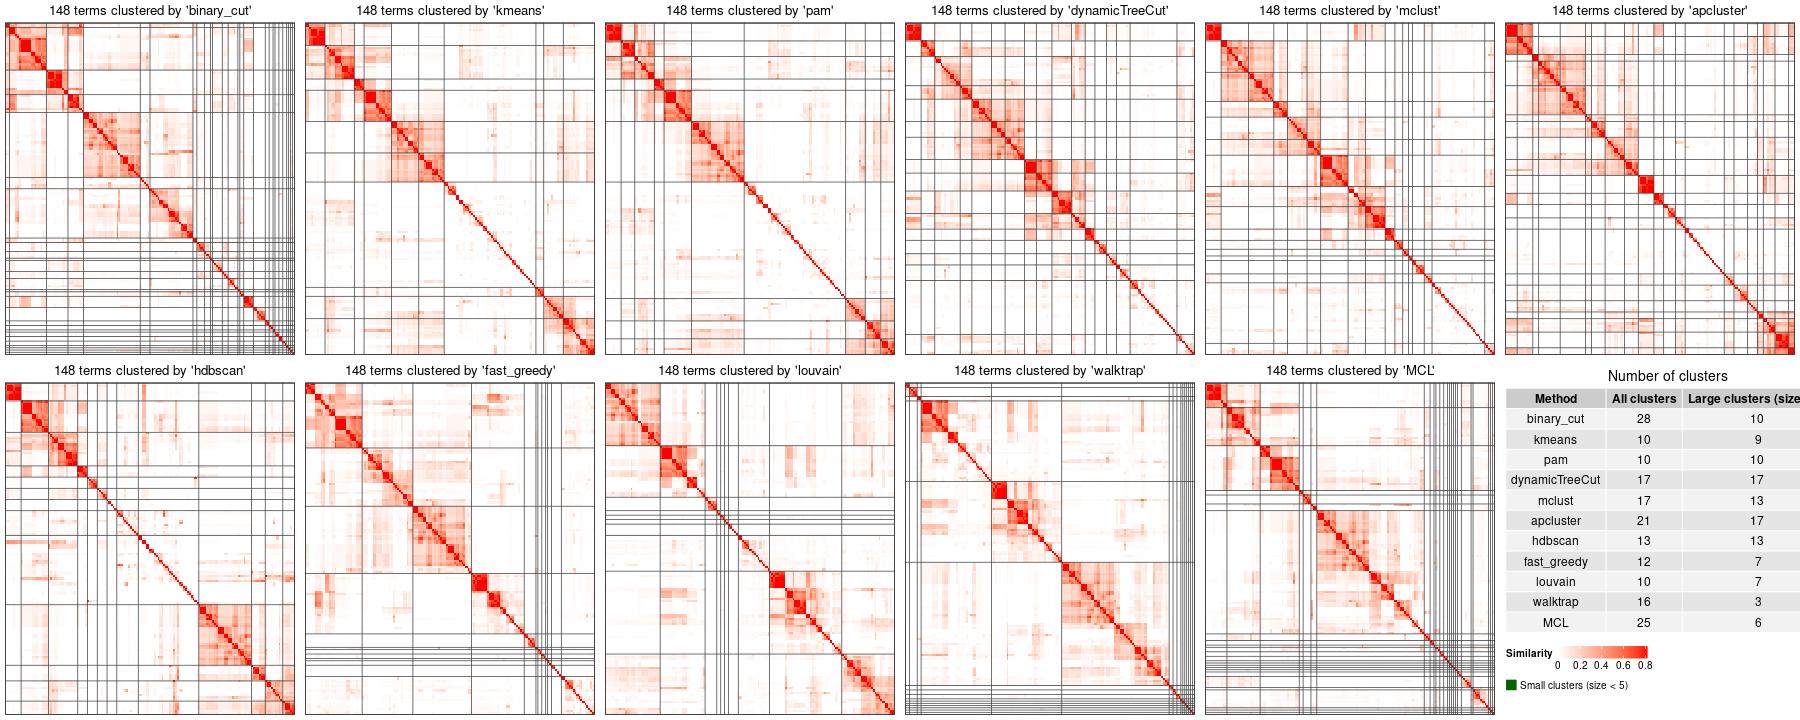 148 terms clustered by 'binary_cut'
148 terms clustered by 'kmeans'
148 terms clustered by 'pam'
148 terms clustered by 'dynamicTreeCut'
148 terms clustered by 'mclust'
148 terms clustered by 'apcluster'
148 terms clustered by 'hdbscan'
148 terms clustered by 'fast_greedy'
148 terms clustered by 'louvain'
148 terms clustered by 'walktrap'
148 terms clustered by 'MCL'
Number of clusters
Method All clusters Large clusters (size
binary_cut 28 10
kmeans 10 9
pam 10 10
dynamicTreeCut 17 17
mclust 17 13
apcluster 21 17
hdbscan 13 13
fast_greedy 12 7
louvain 10 7
walktrap 16 3
MCL 25 6
Similarity
0 0.2 0.4 0.6 0.8
Small clusters (size < 5)